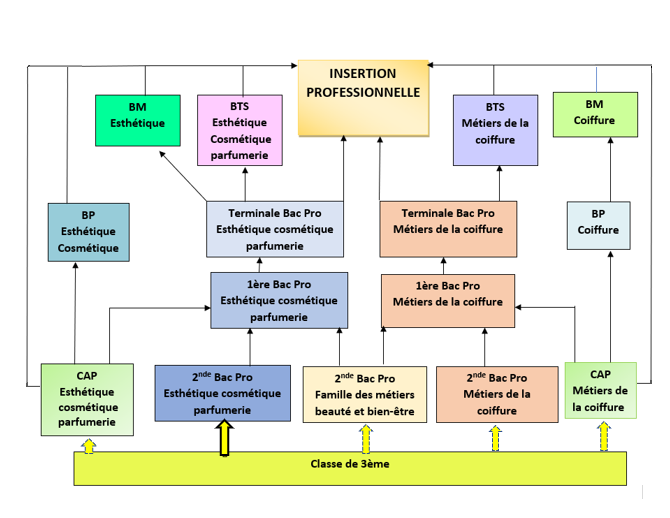 INSERTION
PROFESSIONNELLE
BM
Esthétique
BTS
Esthétique
Cosmétique
parfumerie
BTS
Métiers de la
coiffure
BM
Coiffure
BP
Esthétique
Cosmétique
Terminale Bac Pro
Esthétique cosmétique
parfumerie
Terminale Bac Pro
Métiers de la coiffure
BP
Coiffure
1ère Bac Pro
Esthétique cosmétique
parfumerie
1ère Bac Pro
Métiers de la coiffure
CAP
Esthétique
cosmétique
parfumerie
2nde Bac Pro
Esthétique cosmétique
parfumerie
2nde Bac Pro
Famille des métiers
beauté et bien-être
2nde Bac Pro
Métiers de la
coiffure
CAP
Métiers de
la coiffure
Classe de 3ème